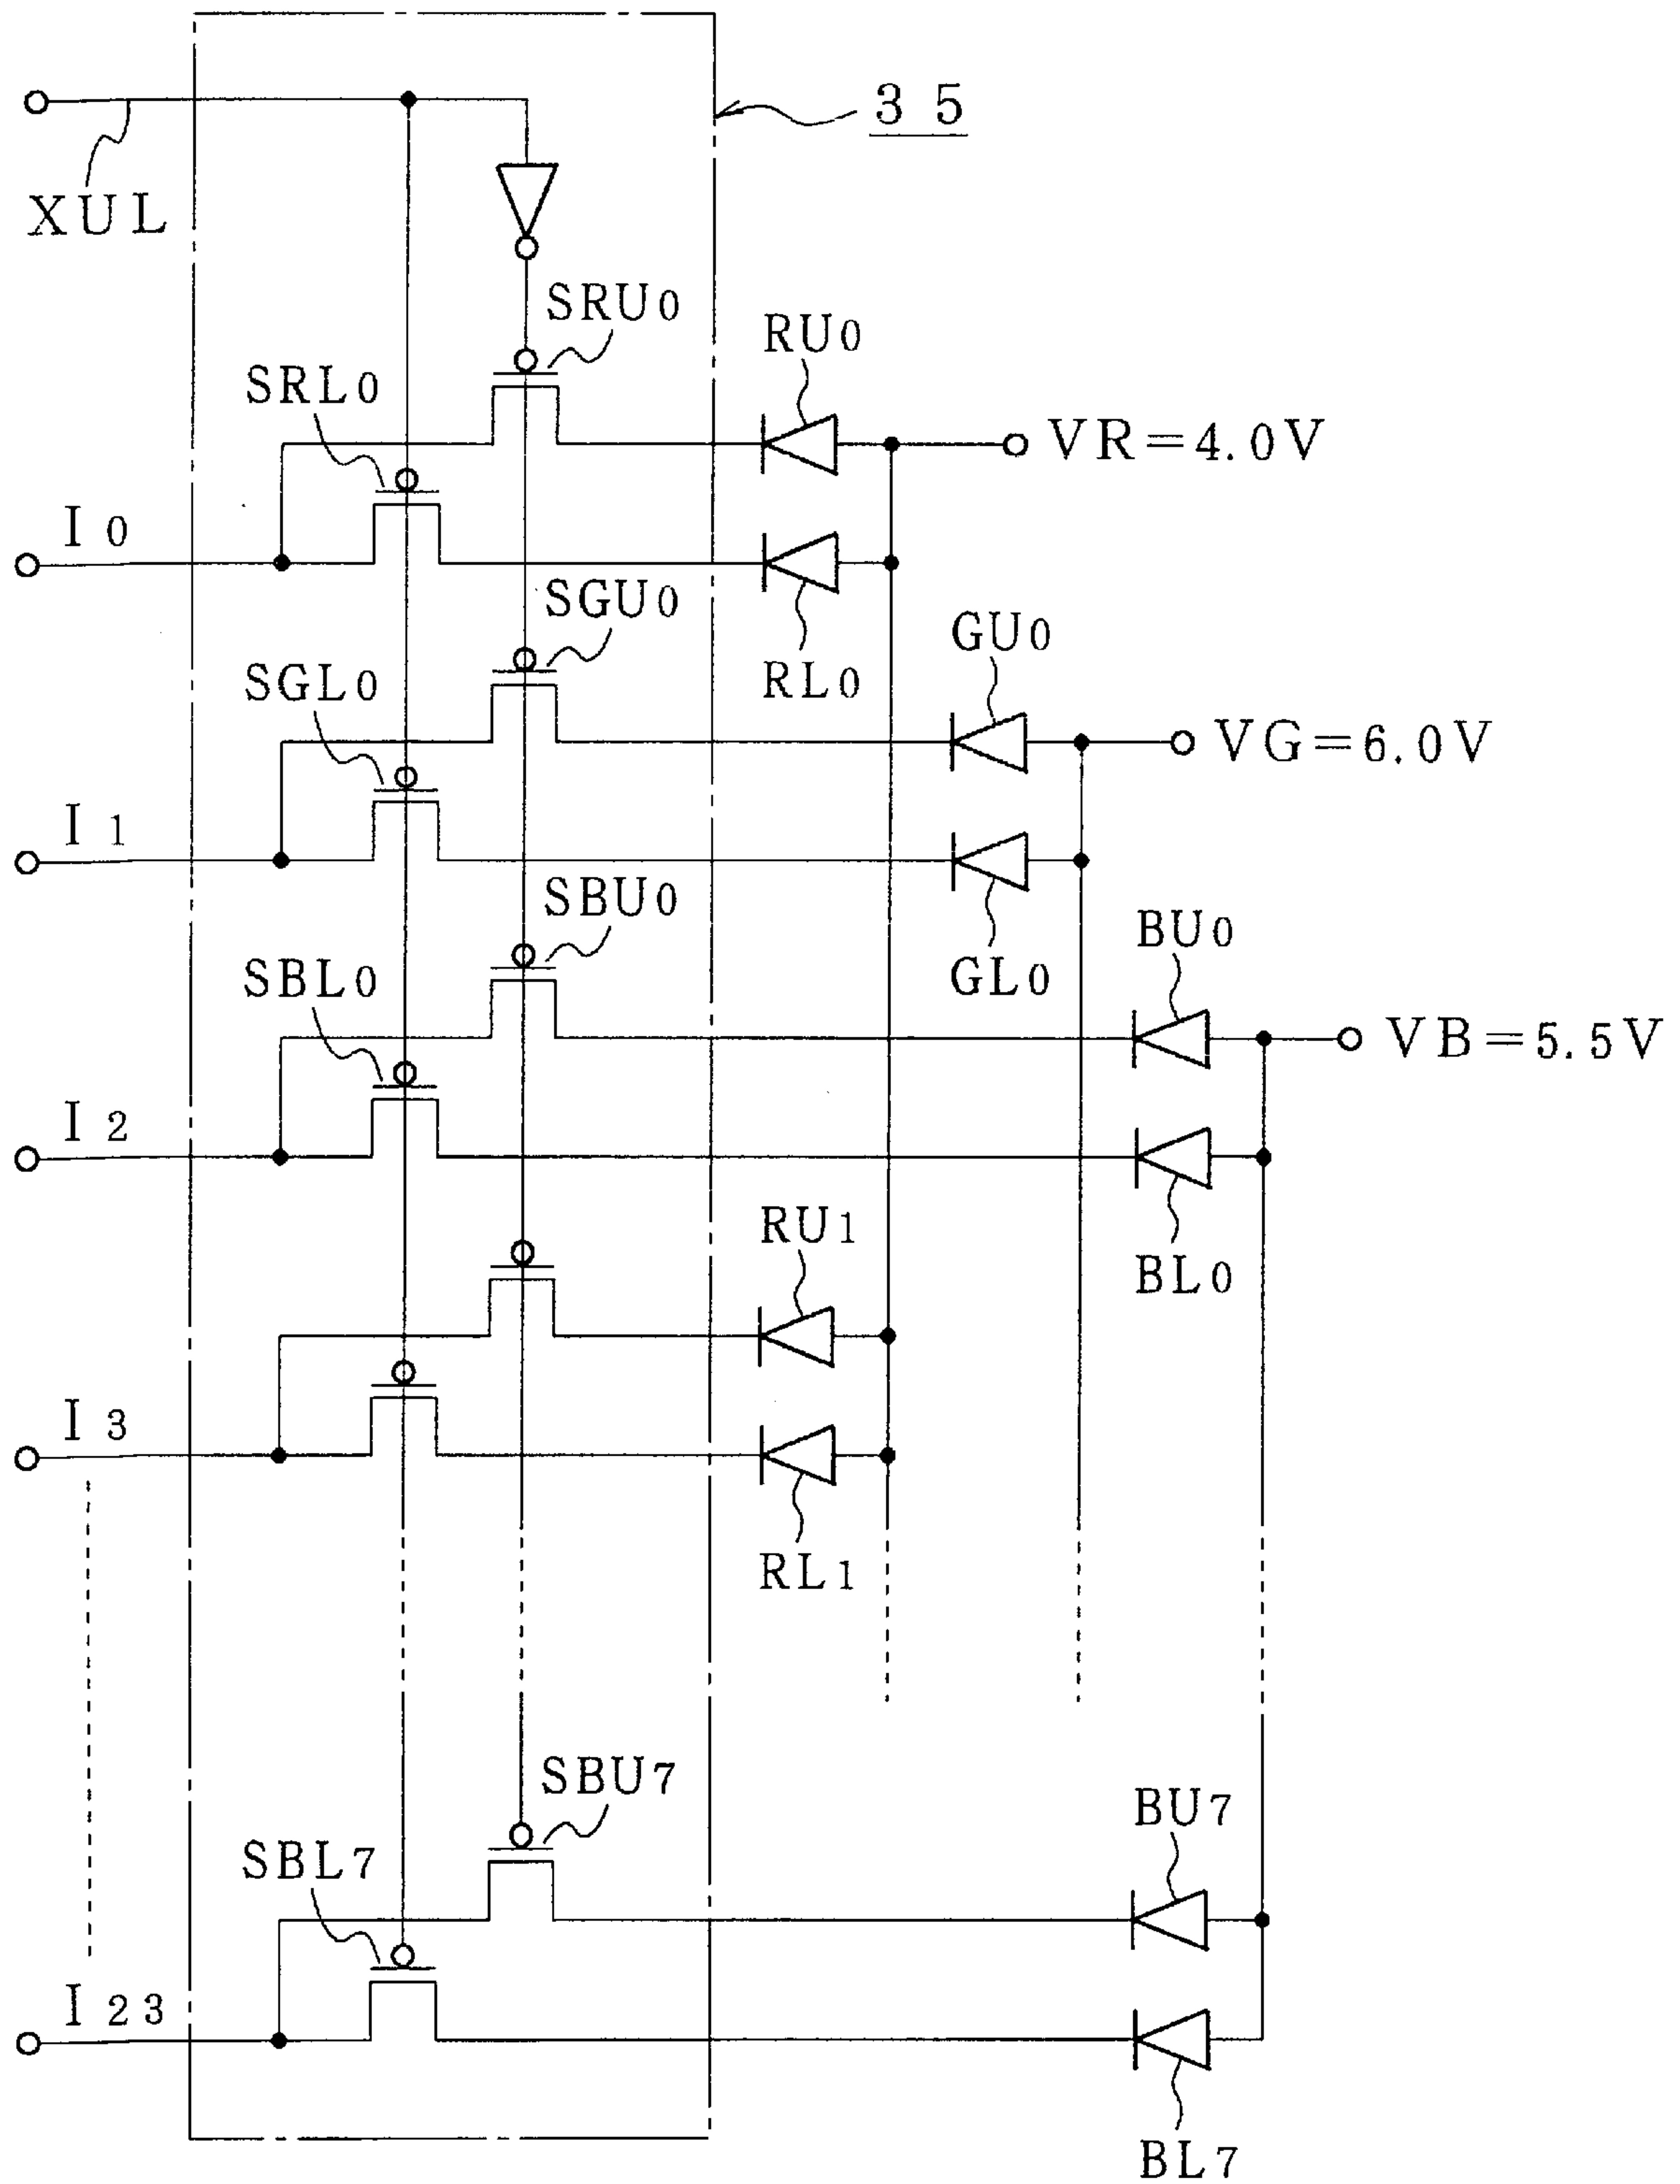 35
XUL
SRU0
RU0
SRL0
VR=4.0V
I0
SGU0
GU0
RL0
SGL0
VG=6.0V
I1
SBU0
BU0
GL0
SBL0
VB=5.5V
I2
RU1
BL0
I3
RL1
SBU7
BU7
SBL7
I23
BL7